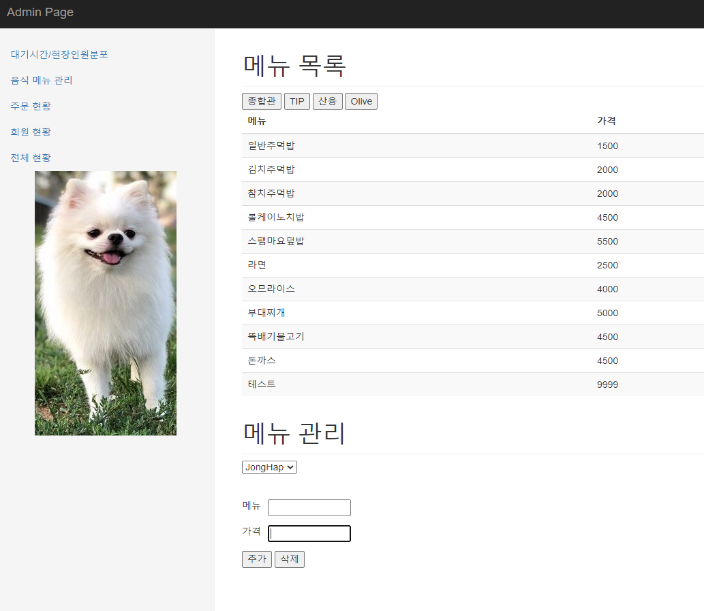 Admin Page
대기시간/현장인원분포
음식 메뉴 관리
주문 현황
회원 현황
전체 현황
메뉴 목록
종합관 TIP 산융 Olive
메뉴 가격
일반주먹밥 1500
김치주먹밥 2000
참치주먹밥 2000
불케이노치밥 4500
스팸마요덮밥 5500
라면 2500
오므라이스 4000
부대찌개 5000
뚝배기불고기 4500
돈까스 4500
테스트 9999
메뉴 관리
JongHap
메뉴
가격
추가 삭제